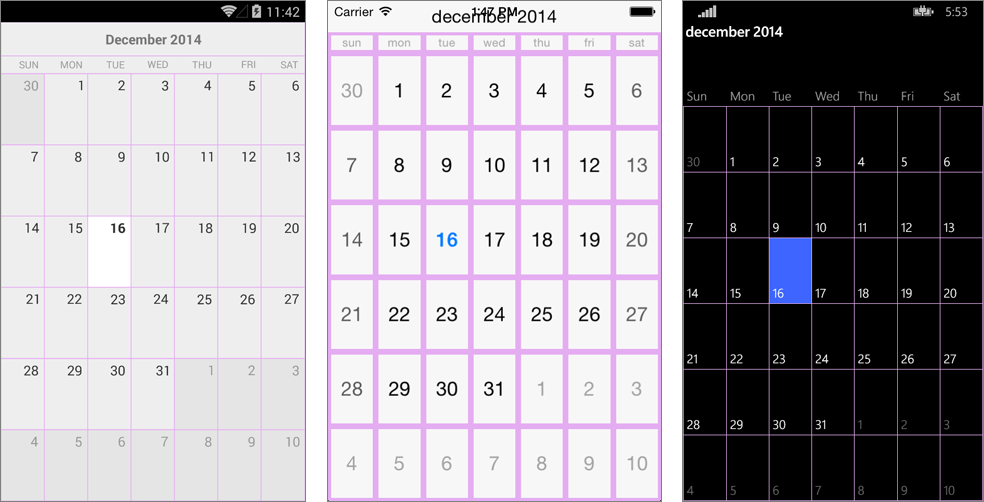 11:42
December 2014
SUN MON TUE WED THU FRI SAT
30 1 2 3 4 5 6
7 8 9 10 11 12 13
14 15 16 17 18 19 20
21 22 23 24 25 26 27
28 29 30 31 1 2 3
4 5 6 7 8 9 10
Carrier 1:47 PM
december 2014
sun mon tue wed thu fri sat
30 1 2 3 4 5 6
7 8 9 10 11 12 13
14 15 16 17 18 19 20
21 22 23 24 25 26 27
28 29 30 31 1 2 3
4 5 6 7 8 9 10
5:53
december 2014
Sun Mon Tue Wed Thu Fri Sat
30 1 2 3 4 5 6
7 8 9 10 11 12 13
14 15 16 17 18 19 20
21 22 23 24 25 26 27
28 29 30 31 1 2 3
4 5 6 7 8 9 10